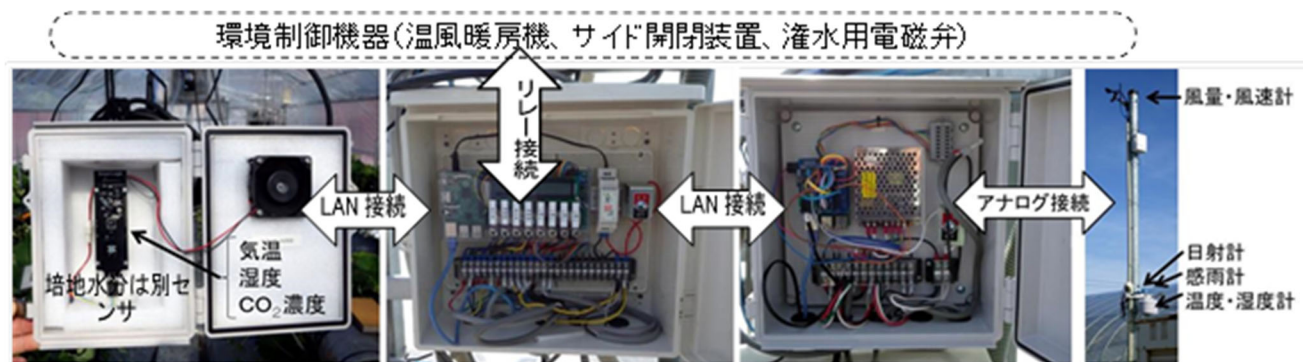 環境制御機器(温風暖房機、サイド開閉装置、潅水用電磁弁)
リレー接続
LAN 接続
LAN 接続
アナログ接続
気温
湿度
CO₂濃度
培地水分は別セ
ンサ
風量・風速計
日射計
感雨計
温度・湿度計